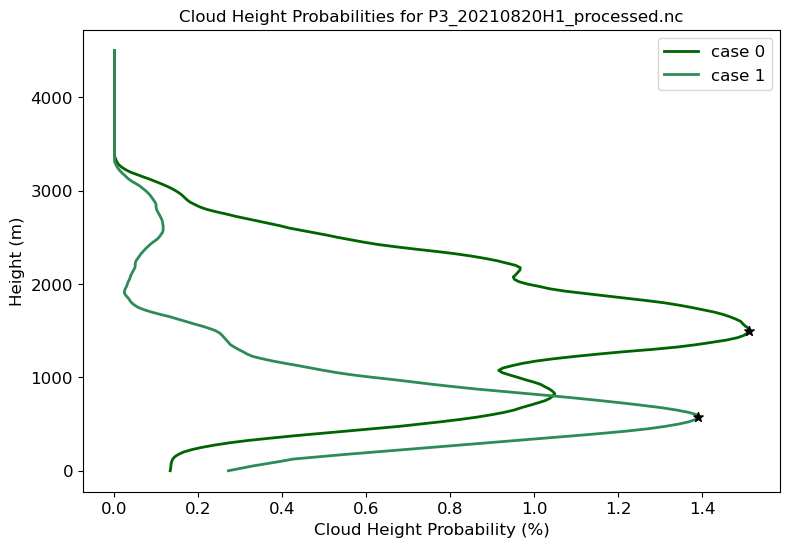 Cloud Height Probabilities for P3_20210820H1_processed.nc
case 0
case 1
4000
3000
2000
1000
0
Height (m)
0.0 0.2 0.4 0.6 0.8 1.0 1.2 1.4
Cloud Height Probability (%)